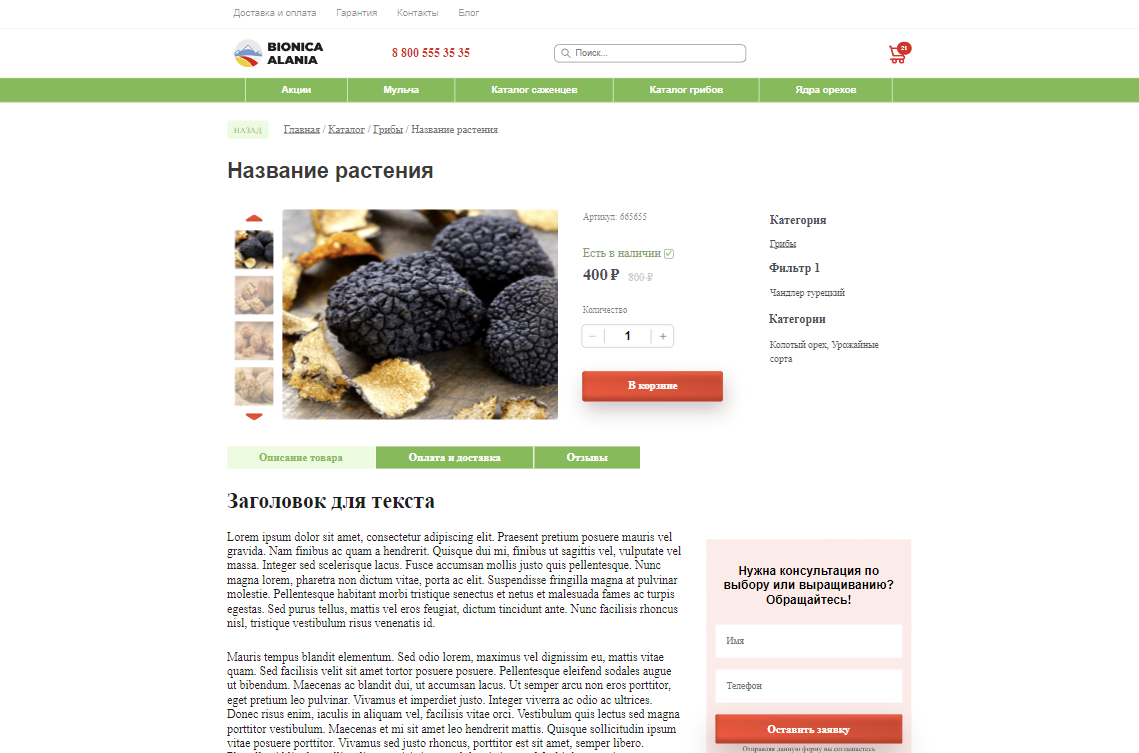 Доставка и оплата Гарантия Контакты Блог
BIONICA
ALANIA
8 800 555 35 35
Поиск...
Акции Мульча Каталог саженцев Каталог грибов Ядра орехов
НАЗАД
Главная / Каталог / Грибы / Название растения
Название растения
Артикул: 665655
Есть в наличии
400 ₽ 800 ₽
Количество
− 1 +
В корзине
Категория
Грибы
Фильтр 1
Чандлер турецкий
Категории
Колотый орех, Урожайные
сорта
Описание товара Оплата и доставка Отзывы
Заголовок для текста
Lorem ipsum dolor sit amet, consectetur adipiscing elit. Praesent pretium posuere mauris vel
gravida. Nam finibus ac quam a hendrerit. Quisque dui mi, finibus ut sagittis vel, vulputate vel
massa. Integer sed scelerisque lacus. Fusce accumsan mollis justo quis pellentesque. Nunc
magna lorem, pharetra non dictum vitae, porta ac elit. Suspendisse fringilla magna at pulvinar
molestie. Pellentesque habitant morbi tristique senectus et netus et malesuada fames ac turpis
egestas. Sed purus tellus, mattis vel eros feugiat, dictum tincidunt ante. Nunc facilisis rhoncus
nisl, tristique vestibulum risus venenatis id.
Mauris tempus blandit elementum. Sed odio lorem, maximus vel dignissim eu, mattis vitae
quam. Sed facilisis velit sit amet tortor posuere posuere. Pellentesque eleifend sodales augue
ut bibendum. Maecenas ac blandit dui, ut accumsan lacus. Ut semper arcu non eros porttitor,
eget pretium leo pulvinar. Vivamus et imperdiet justo. Integer viverra ac odio ac ultrices.
Donec risus enim, iaculis in aliquam vel, facilisis vitae orci. Vestibulum quis lectus sed magna
porttitor vestibulum. Maecenas et mi sit amet leo hendrerit mattis. Quisque sollicitudin ipsum
vitae posuere porttitor. Vivamus sed justo rhoncus, porttitor est sit amet, semper libero.
Нужна консультация по
выбору или выращиванию?
Обращайтесь!
Имя
Телефон
Оставить заявку
Отправляя данную форму вы соглашаетесь